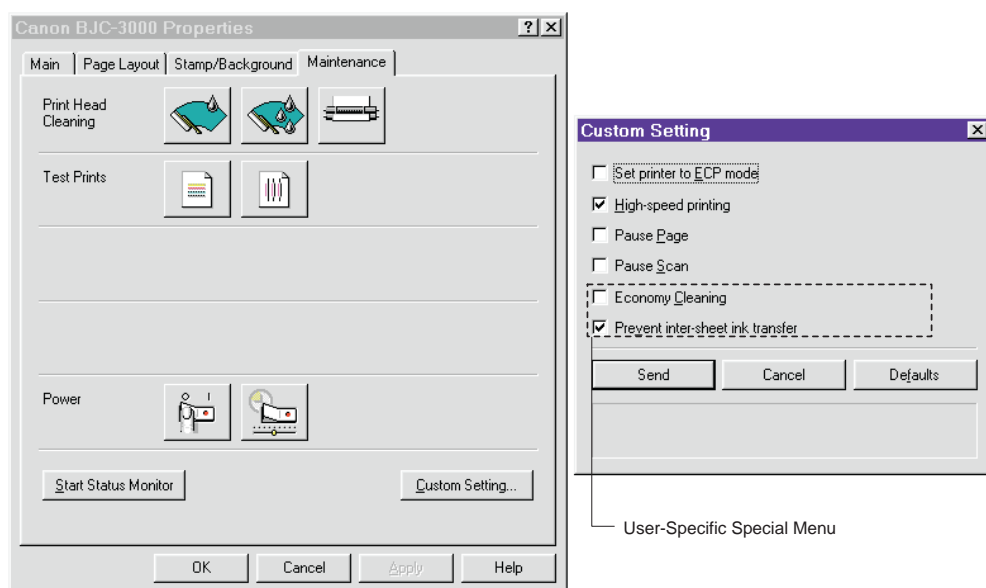 Canon BJC-3000 Properties
Main Page Layout Stamp/Background Maintenance
Print Head
Cleaning
Test Prints
Power
Start Status Monitor
Custom Setting...
OK Cancel Apply Help
Custom Setting
Set printer to ECP mode
High-speed printing
Pause Page
Pause Scan
Economy Cleaning
Prevent inter-sheet ink transfer
Send Cancel Defaults
User-Specific Special Menu